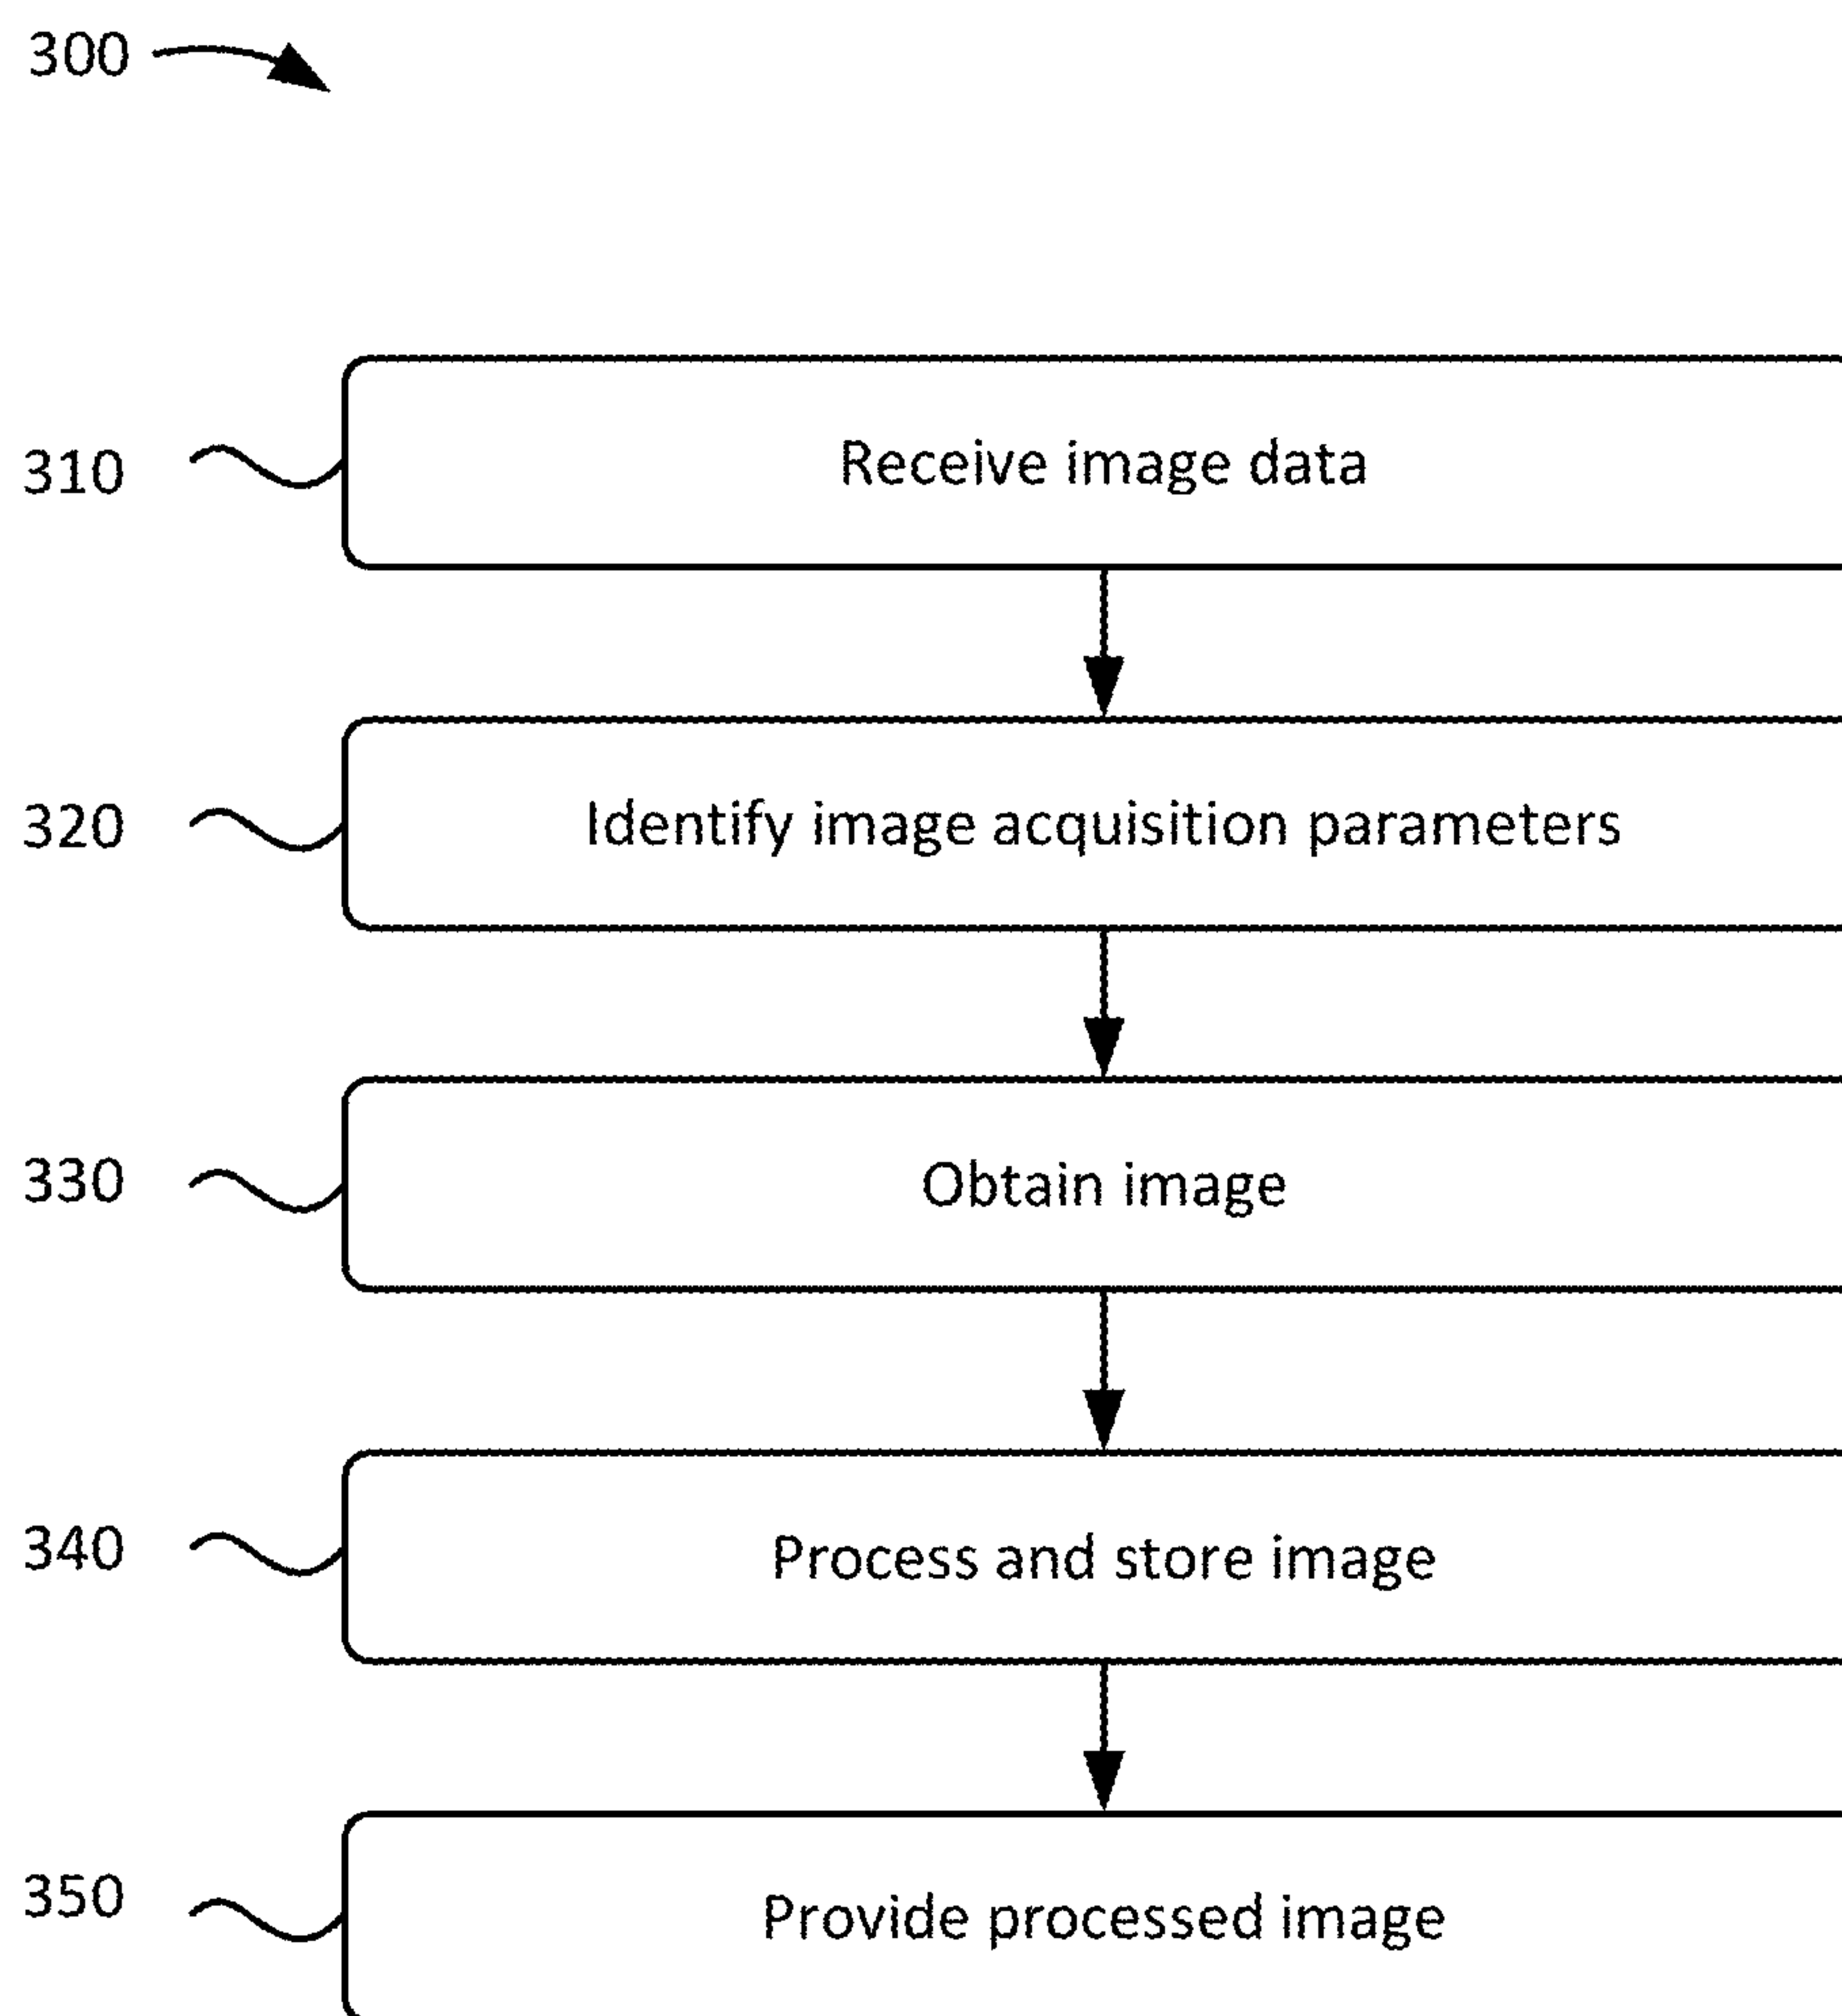 300
310
Receive image data
320
Identify image acquisition parameters
330
Obtain image
340
Process and store image
350
Provide processed image